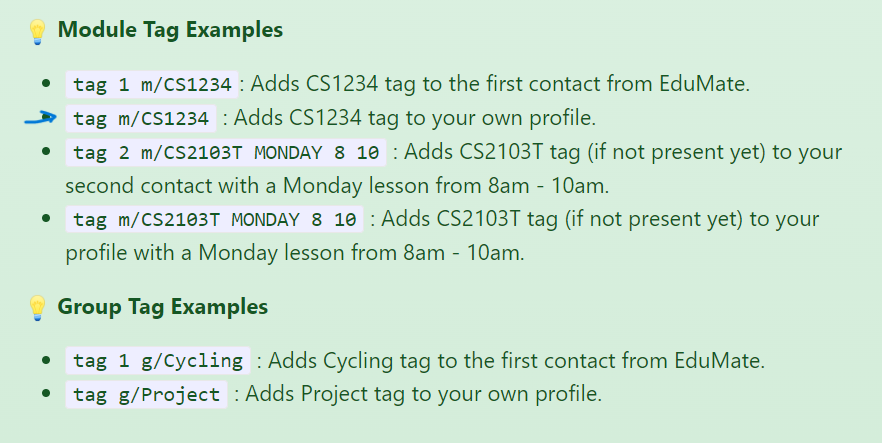 Module Tag Examples
tag 1 m/CS1234 : Adds CS1234 tag to the first contact from EduMate.
tag m/CS1234 : Adds CS1234 tag to your own profile.
tag 2 m/CS2103T MONDAY 8 10 : Adds CS2103T tag (if not present yet) to your
second contact with a Monday lesson from 8am - 10am.
tag m/CS2103T MONDAY 8 10 : Adds CS2103T tag (if not present yet) to your
profile with a Monday lesson from 8am - 10am.
Group Tag Examples
tag 1 g/Cycling : Adds Cycling tag to the first contact from EduMate.
tag g/Project : Adds Project tag to your own profile.